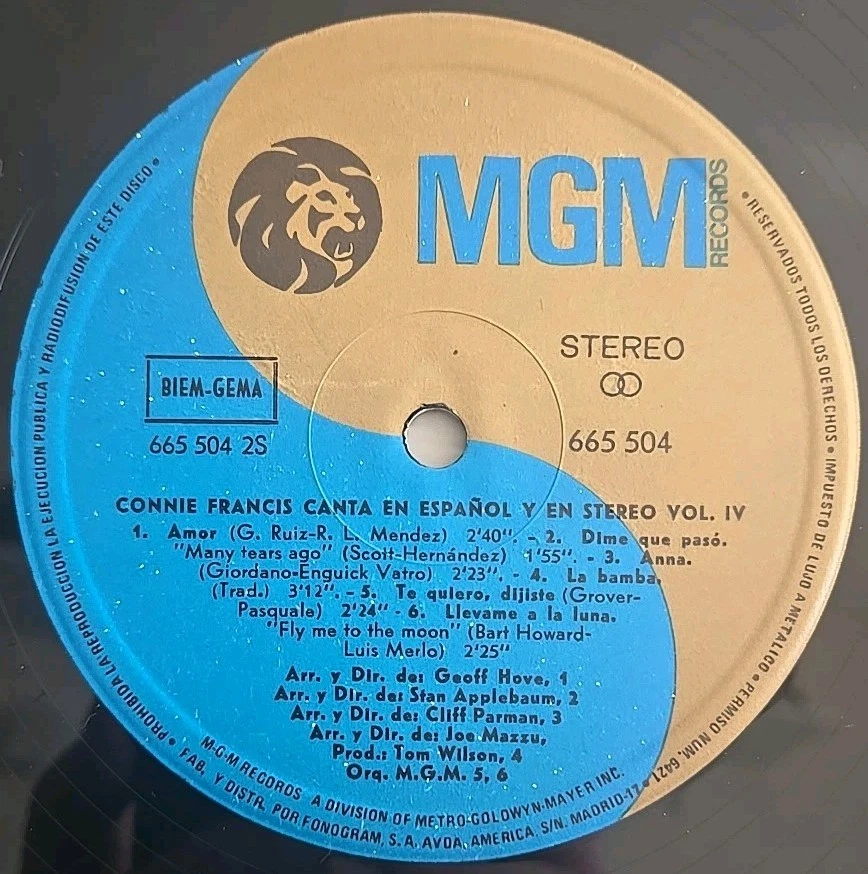 MGM
RECORDS
STEREO
BIEM-GEMA
665 504 2S
665 504
CONNIE FRANCIS CANTA EN ESPAÑOL Y EN STEREO VOL. IV
1. Amor (G. Ruiz-R. L. Mendez) 2'40". - 2. Dime que pasó.
"Many tears ago" (Scott-Hernández) 1'55". - 3. Anna.
(Giordano-Enguick Vatro) 2'23". - 4. La bamba.
(Trad.) 3'12". - 5. Te quiero, dijiste (Grover-
Pasquale) 2'24" - 6. Llevame a la luna.
"Fly me to the moon" (Bart Howard-
Luis Merlo) 2'25"
Arr. y Dir. de: Geoff Hove, 1
Arr. y Dir. de: Stan Applebaum, 2
Arr. y Dir. de: Cliff Parman, 3
Arr. y Dir. de: Joe Mazzu,
Prod.: Tom Wilson, 4
Orq. M.G.M. 5, 6
M-G-M RECORDS A DIVISION OF METRO-GOLDWYN-MAYER INC.
• PROHIBIDA LA REPRODUCCION LA EJECUCION PUBLICA Y RADIODIFUSION DE ESTE DISCO •
• RESERVADOS TODOS LOS DERECHOS • IMPUESTO DE LUJO A METALICO • PERMISO NUM. 6421 •
FAB. Y DISTR. POR FONOGRAM, S. A. AVDA. AMERICA, S/N. MADRID-17